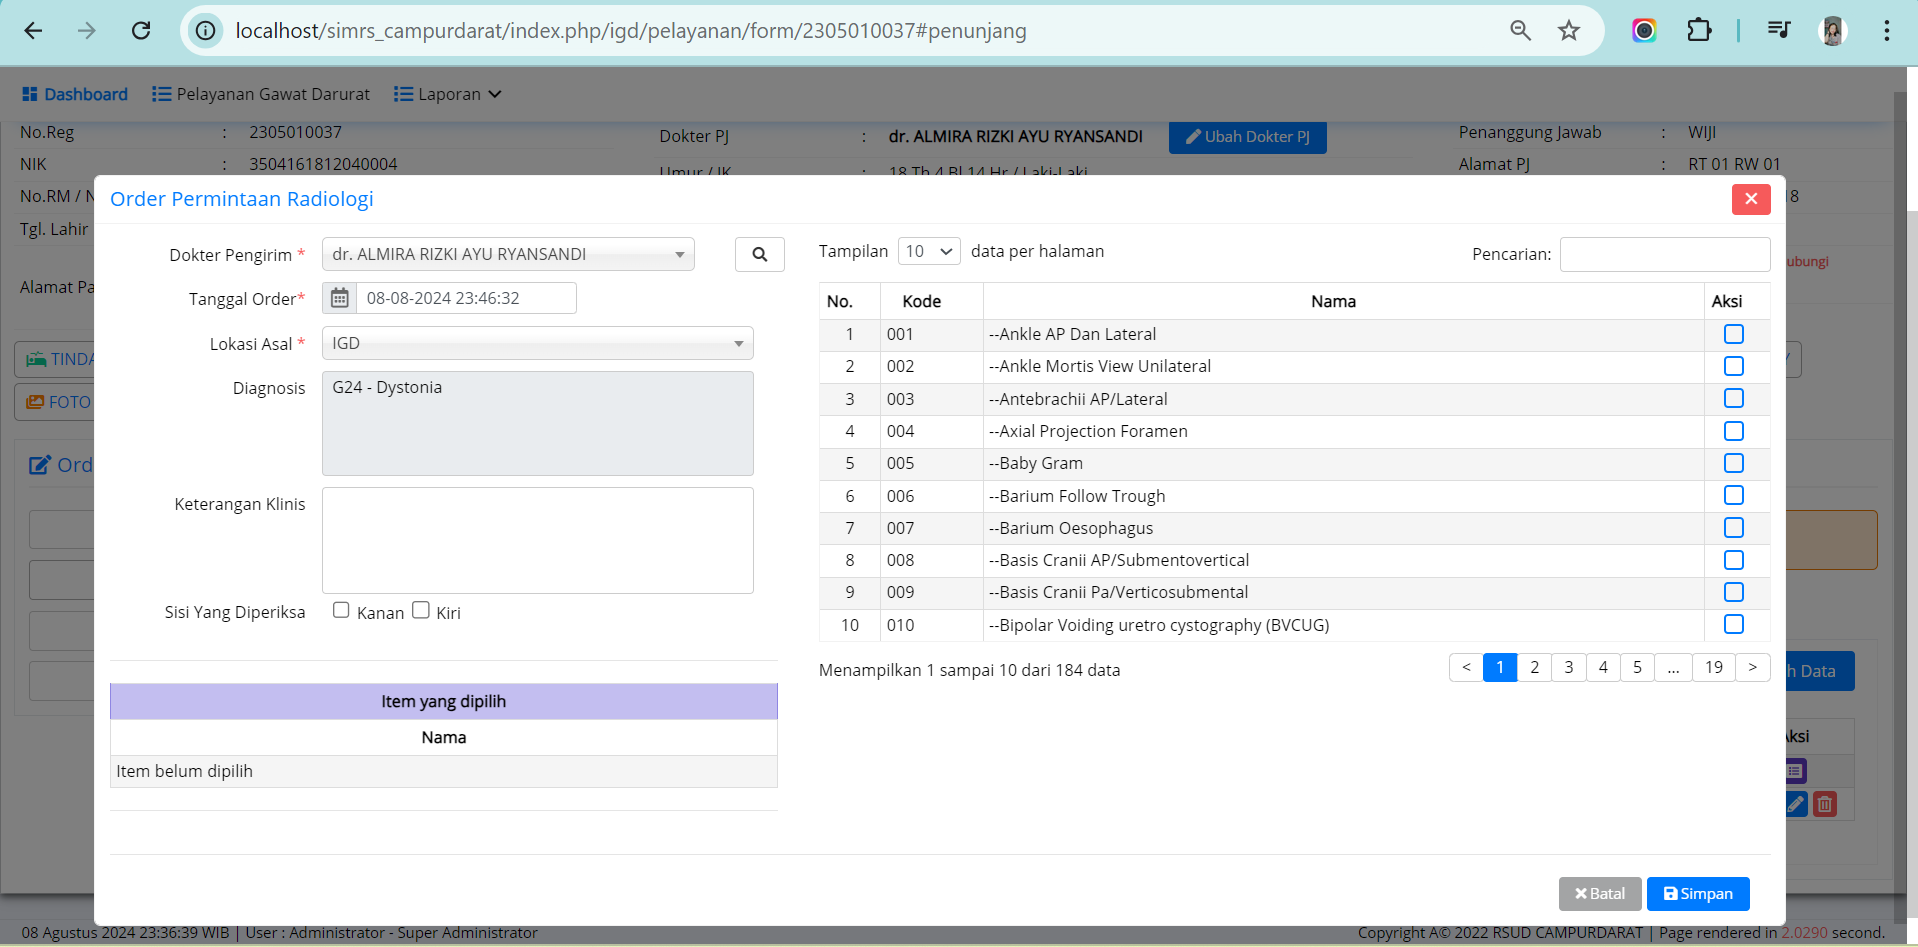 localhost/simrs_campurdarat/index.php/igd/pelayanan/form/2305010037#penunjang
Dashboard Pelayanan Gawat Darurat Laporan
No.Reg : 2305010037 Dokter PJ : dr. ALMIRA RIZKI AYU RYANSANDI Ubah Dokter PJ Penanggung Jawab : WIJI
NIK : 3504161812040004 Umur / JK : 18 Th 4 Bl 14 Hr / Laki-Laki Alamat PJ : RT 01 RW 01
No.RM / N
Tgl. Lahir
Alamat Pa
TINDA
FOTO
Ord
Order Permintaan Radiologi
Dokter Pengirim * dr. ALMIRA RIZKI AYU RYANSANDI
Tanggal Order* 08-08-2024 23:46:32
Lokasi Asal * IGD
Diagnosis G24 - Dystonia
Keterangan Klinis
Sisi Yang Diperiksa Kanan Kiri
Item yang dipilih
Nama
Item belum dipilih
Tampilan 10 data per halaman Pencarian:
No. Kode Nama Aksi
1 001 --Ankle AP Dan Lateral
2 002 --Ankle Mortis View Unilateral
3 003 --Antebrachii AP/Lateral
4 004 --Axial Projection Foramen
5 005 --Baby Gram
6 006 --Barium Follow Trough
7 007 --Barium Oesophagus
8 008 --Basis Cranii AP/Submentovertical
9 009 --Basis Cranii Pa/Verticosubmental
10 010 --Bipolar Voiding uretro cystography (BVCUG)
Menampilkan 1 sampai 10 dari 184 data < 1 2 3 4 5 ... 19 >
Batal Simpan
18
ubungi
h Data
Aksi
08 Agustus 2024 23:36:39 WIB | User : Administrator - Super Administrator Copyright A© 2022 RSUD CAMPURDARAT | Page rendered in 2.0290 second.